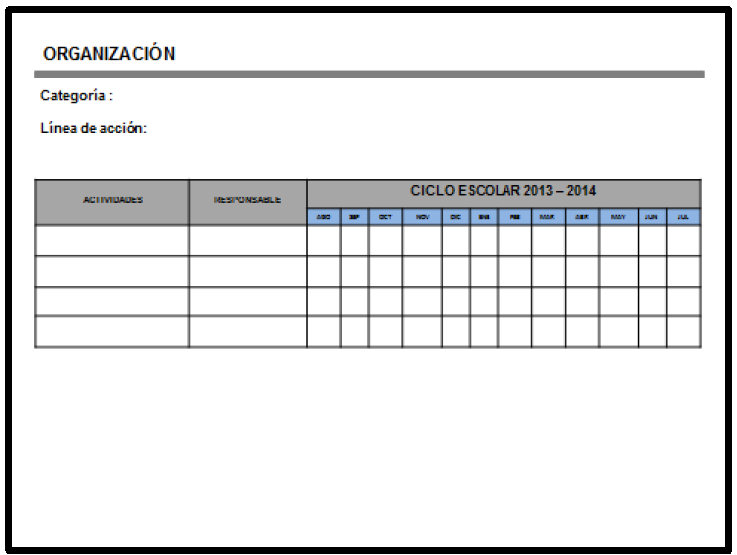 ORGANIZACIÓN
Categoría :
Línea de acción:
ACTIVIDADES RESPONSABLE CICLO ESCOLAR 2013 – 2014
AGO SEP OCT NOV DIC ENE FEB MAR ABR MAY JUN JUL